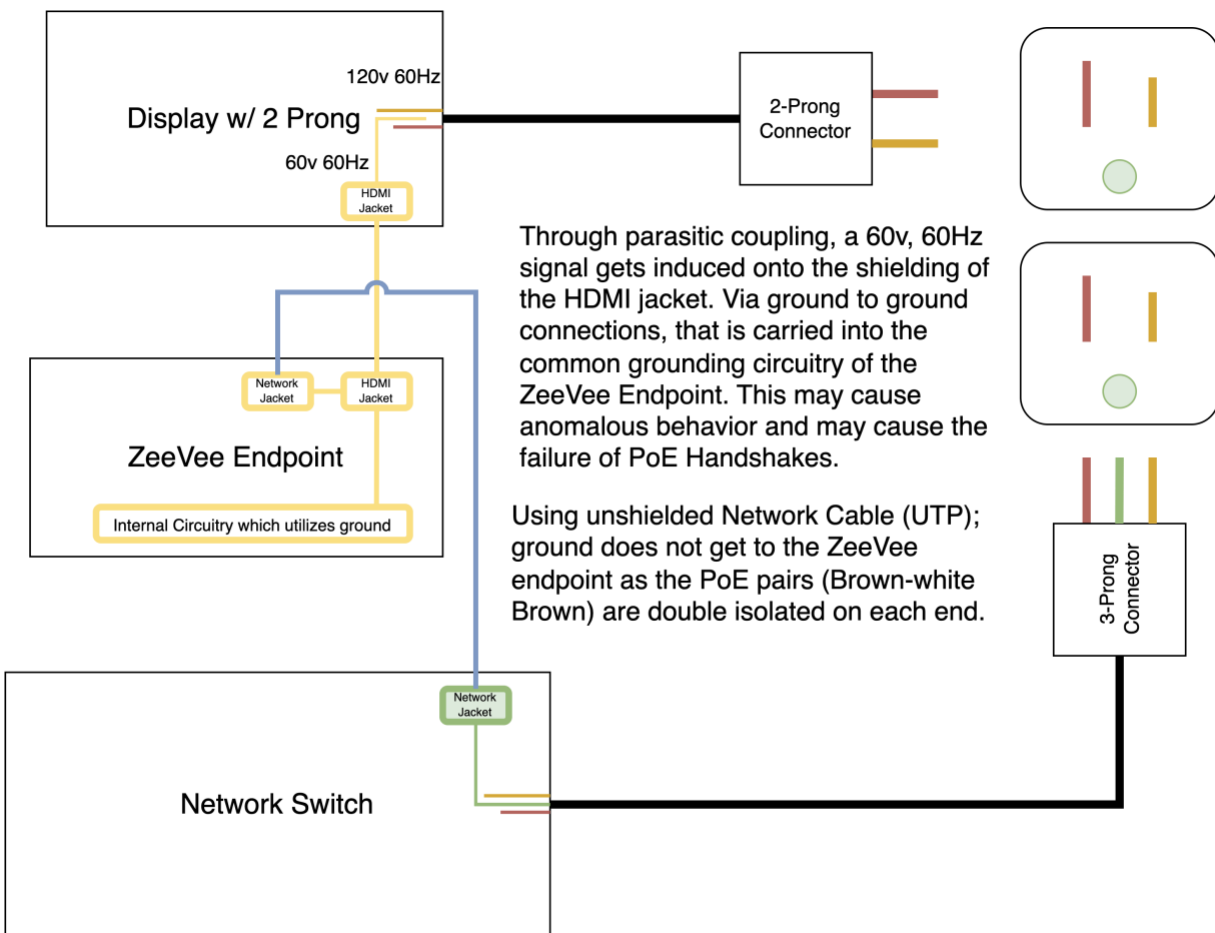 120v 60Hz
Display w/ 2 Prong
60v 60Hz
HDMI
Jacket
2-Prong
Connector
Through parasitic coupling, a 60v, 60Hz
signal gets induced onto the shielding of
the HDMI jacket. Via ground to ground
connections, that is carried into the
common grounding circuitry of the
ZeeVee Endpoint. This may cause
anomalous behavior and may cause the
failure of PoE Handshakes.
Network
Jacket
HDMI
Jacket
ZeeVee Endpoint
Internal Circuitry which utilizes ground
Using unshielded Network Cable (UTP);
ground does not get to the ZeeVee
endpoint as the PoE pairs (Brown-white
Brown) are double isolated on each end.
3-Prong
Connector
Network
Jacket
Network Switch